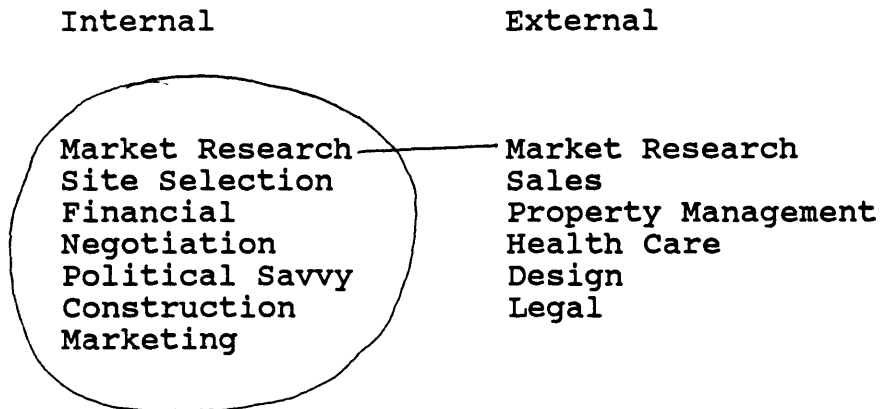 Internal External
Market Research Market Research
Site Selection Sales
Financial Property Management
Negotiation Health Care
Political Savvy Design
Construction Legal
Marketing